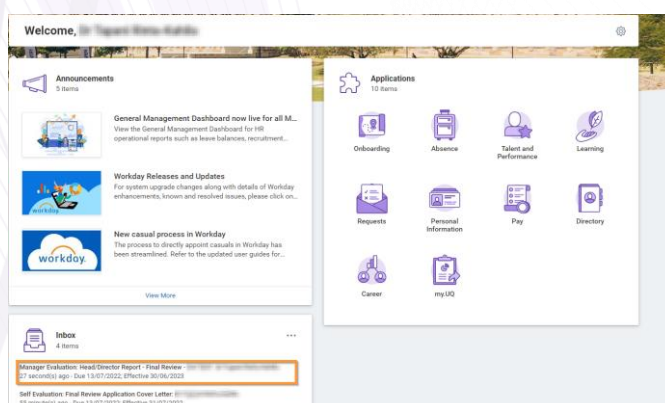 Welcome,
Announcements
5 items
General Management Dashboard now live for all M...
View the General Management Dashboard for HR
operational reports such as leave balances, recruitment...
Workday Releases and Updates
For system upgrade changes along with details of Workday
enhancements, known and resolved issues, please click on...
workday
New casual process in Workday
The process to directly appoint casuals in Workday has
been streamlined. Refer to the updated user guides for...
workday.
View More
Inbox
4 items
Manager Evaluation: Head/Director Report - Final Review -
27 second(s) ago - Due 13/07/2022; Effective 30/06/2023
Self Evaluation: Final Review Application Cover Letter:
Applications
10 items
Onboarding
Absence
Talent and
Performance
Learning
Requests
Personal
Information
Pay
Directory
Career
my.UQ